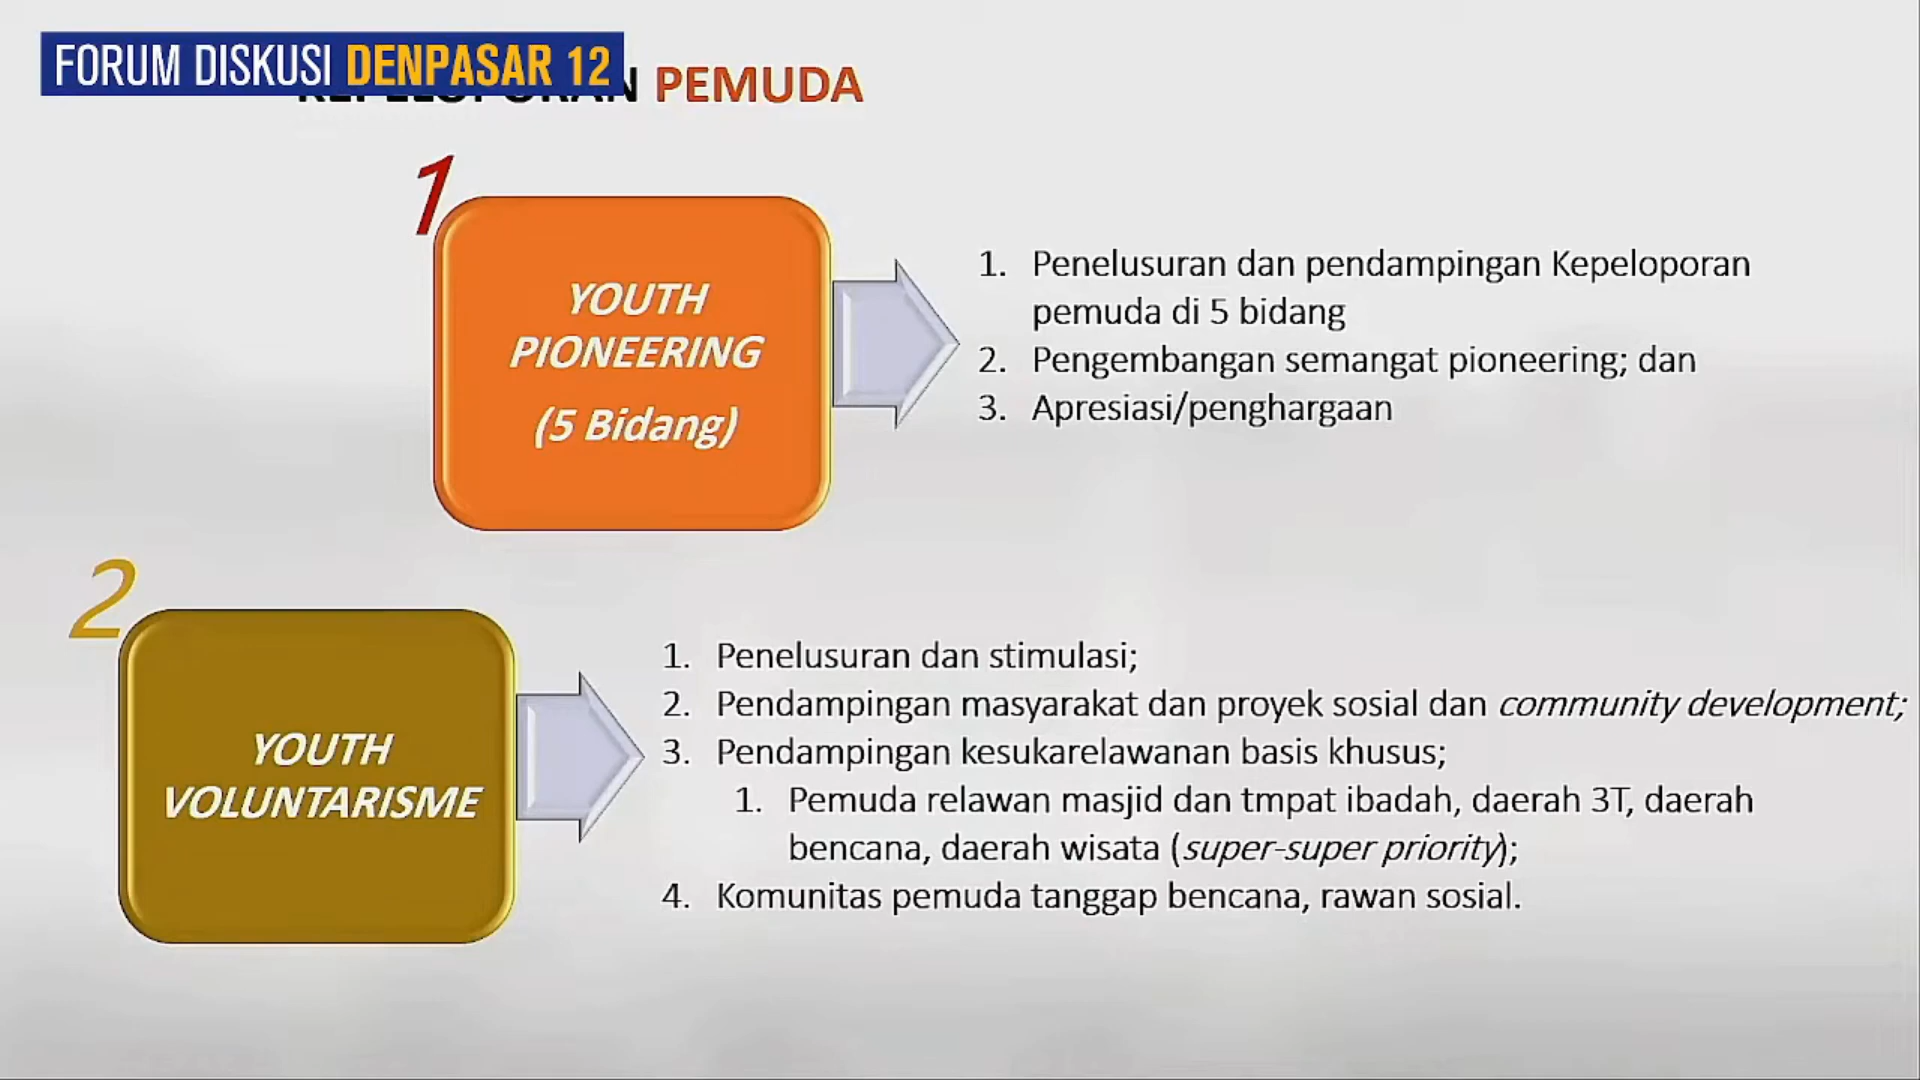 FORUM DISKUSI DENPASAR 12
PEMUDA
1
YOUTH
PIONEERING
(5 Bidang)
1. Penelusuran dan pendampingan Kepeloporan
pemuda di 5 bidang
2. Pengembangan semangat pioneering; dan
3. Apresiasi/penghargaan
2
YOUTH
VOLUNTARISME
1. Penelusuran dan stimulasi;
2. Pendampingan masyarakat dan proyek sosial dan community development;
3. Pendampingan kesukarelawanan basis khusus;
1. Pemuda relawan masjid dan tmpat ibadah, daerah 3T, daerah
bencana, daerah wisata (super-super priority);
4. Komunitas pemuda tanggap bencana, rawan sosial.